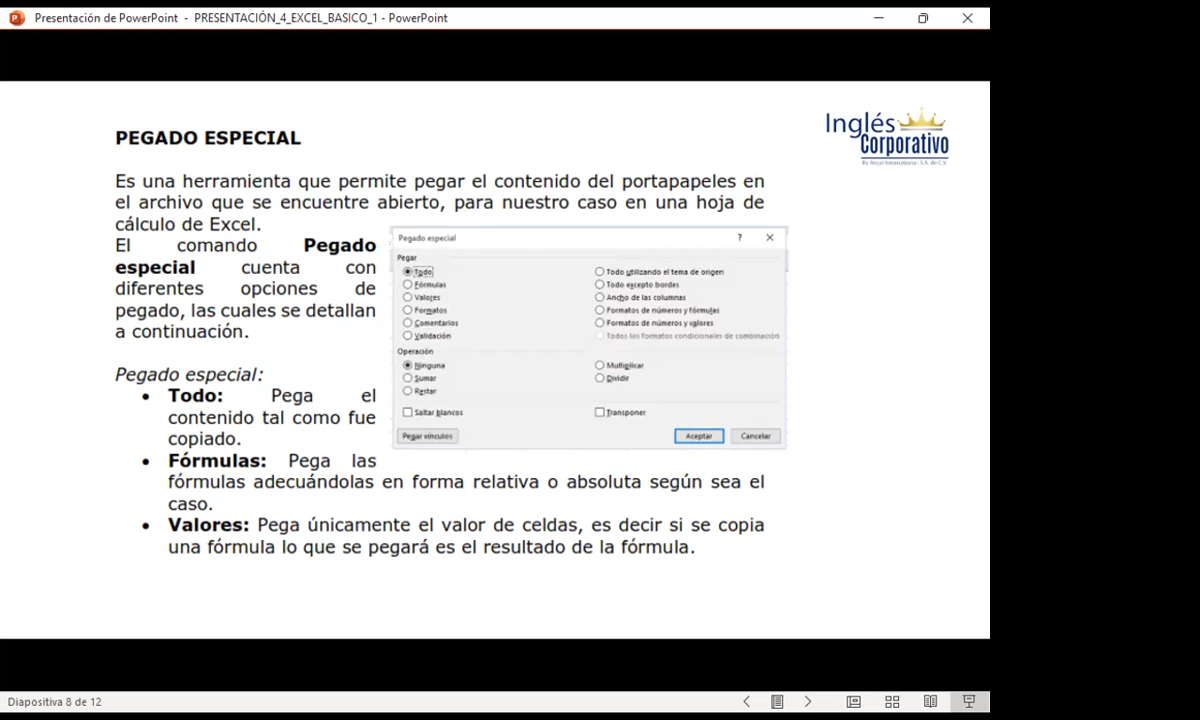 Presentación de PowerPoint - PRESENTACIÓN_4_EXCEL_BASICO_1 - PowerPoint
Inglés
Corporativo
PEGADO ESPECIAL
Es una herramienta que permite pegar el contenido del portapapeles en
el archivo que se encuentre abierto, para nuestro caso en una hoja de
cálculo de Excel.
El comando Pegado
especial cuenta con
diferentes opciones de
pegado, las cuales se detallan
a continuación.
Pegado especial:
• Todo: Pega el
contenido tal como fue
copiado.
• Fórmulas: Pega las
fórmulas adecuándolas en forma relativa o absoluta según sea el
caso.
• Valores: Pega únicamente el valor de celdas, es decir si se copia
una fórmula lo que se pegará es el resultado de la fórmula.
Pegado especial ?
Pegar
Todo
Fórmulas
Valores
Formatos
Comentarios
Validación
Todo utilizando el tema de origen
Todo excepto bordes
Ancho de las columnas
Formatos de números y fórmulas
Formatos de números y valores
Todos los formatos condicionales de combinación
Operación
Ninguna
Sumar
Restar
Multiplicar
Dividir
Saltar blancos
Transponer
Pegar vínculos
Aceptar
Cancelar
Diapositiva 8 de 12